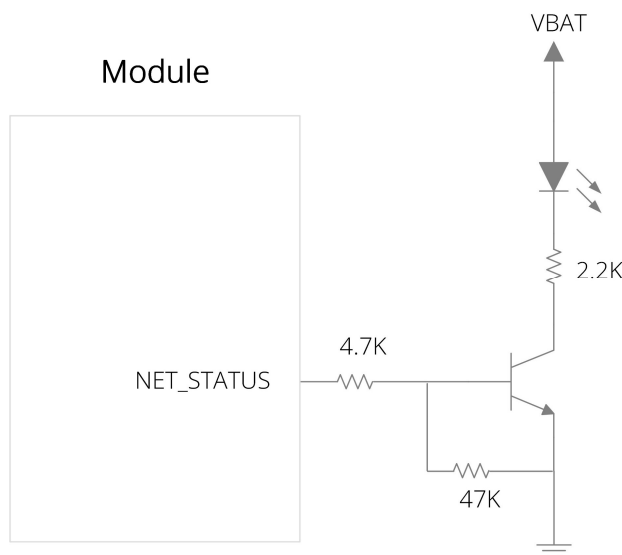 VBAT
Module
2.2K
4.7K
NET_STATUS
47K